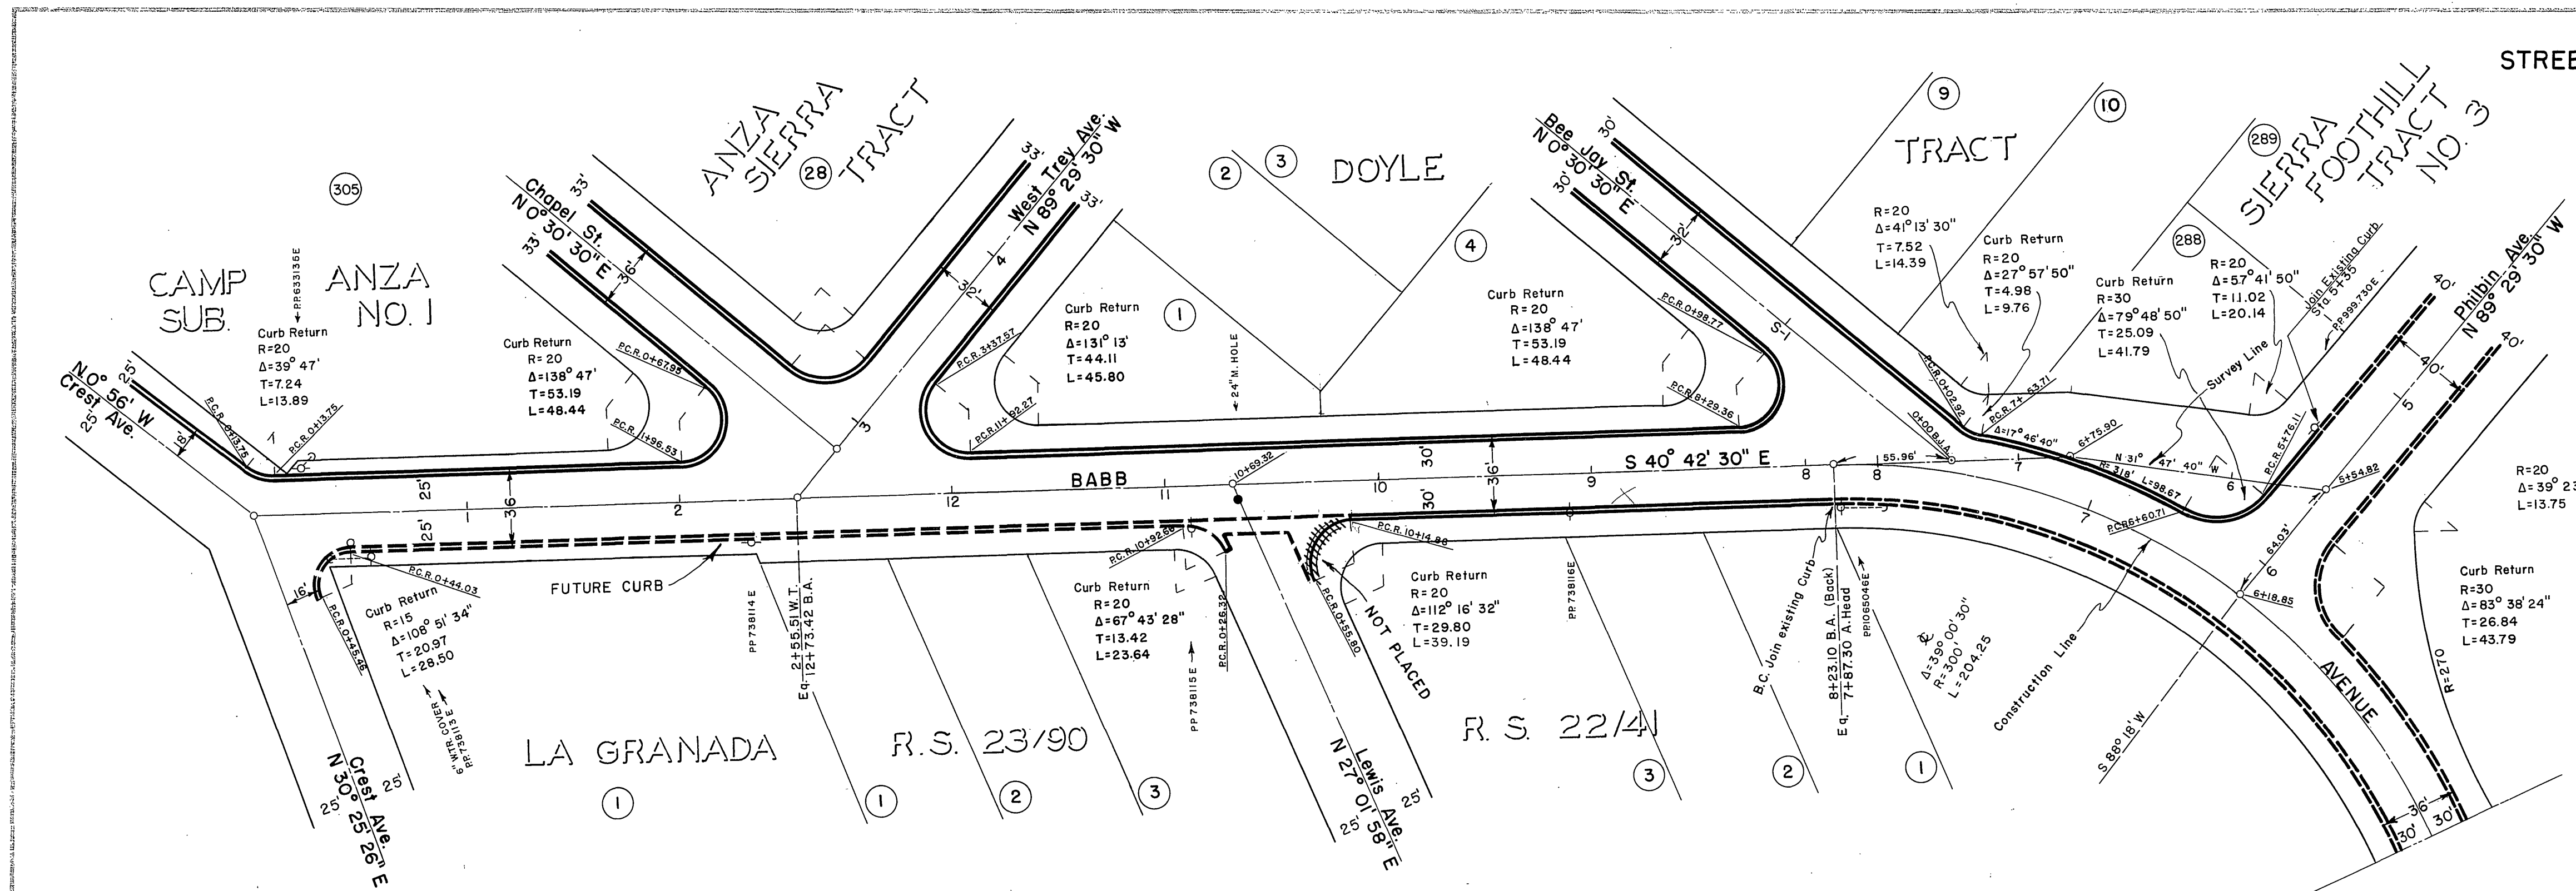 STREE
CAMP
SUB.
305
ANZA
NO. 1
PP.633136E
Curb Return
R=20
Δ=39° 47'
T=7.24
L=13.89
25'
N.0° 56' W
Crest Ave.
25'
18'
P.C.R. 0+13.75
P.C.R. 0+13.75
Curb Return
R=20
Δ=138° 47'
T=53.19
L=48.44
P.C.R. 0+67.95
P.C.R. 11+96.53
33'
Chapel St.
N 0° 30' 30" E
33'
36'
ANZA
SIERRA
TRACT
28
33'
West Trey Ave.
N 89° 29' 30" W
33'
4
32'
3
P.C.R. 3+37.57
P.C.R. 11+92.27
Curb Return
R=20
Δ=131° 13'
T=44.11
L=45.80
1
2
3
DOYLE
4
24" M. HOLE
Curb Return
R=20
Δ=138° 47'
T=53.19
L=48.44
P.C.R. 0+98.77
P.C.R. 8+29.36
30'
Bee Jay St.
N 0° 30' 30" E
30'
32'
S-1
9
TRACT
10
289
SIERRA
FOOTHILL
TRACT
NO. 3
288
R=20
Δ=41° 13' 30"
T=7.52
L=14.39
Curb Return
R=20
Δ=27° 57' 50"
T=4.98
L=9.76
Curb Return
R=30
Δ=79° 48' 50"
T=25.09
L=41.79
R=20
Δ=57° 41' 50"
T=11.02
L=20.14
Join Existing Curb
Sta. 5+35
P.P.999.730E
40'
Philbin Ave.
N 89° 29' 30" W
40'
40'
5
Survey Line
P.C.R. 0+02.92
P.C.R. 7+53.71
0+00 B.J.A.
Δ=17° 46' 40"
6+75.90
N 31° 47' 40" W
R=318'
L=98.67
P.C.R. 5+76.11
5+54.82
P.C.R. 6+60.71
6
7
7
64.03'
6
6+18.85
R=20
Δ=39° 23
L=13.75
Curb Return
R=30
Δ=83° 38' 24"
T=26.84
L=43.79
R=270
25'
25'
36'
1
2
12
11
BABB
10+69.32
10
30'
30'
36'
9
S 40° 42' 30" E
8
8
55.96'
16'
P.C.R. 0+44.03
P.C.R. 0+45.46
Curb Return
R=15
Δ=108° 51' 34"
T=20.97
L=28.50
6" WTR. COVER
P.P.738113E
FUTURE CURB
PP 738114 E
Eq. 2+55.51 W.T.
12+73.42 B.A.
P.C.R. 10+92.66
Curb Return
R=20
Δ=67° 43' 28"
T=13.42
L=23.64
PP 738115 E
P.C.R. 0+26.32
P.C.R. 10+14.86
P.C.R. 0+55.80
NOT PLACED
Curb Return
R=20
Δ=112° 16' 32"
T=29.80
L=39.19
PP. 738116E
B.C. Join existing Curb
Eq. 8+23.10 B.A. (Back)
7+87.30 A.Head
PP.1065046E
℄
Δ=39° 00' 30"
R=300'
L=204.25
Construction Line
S 88° 18' W
AVENUE
36'
30'
30'
LA GRANADA
R.S. 23/90
R. S. 22/41
1
1
2
3
3
2
1
Crest Ave.
N 30° 25' 26" E
25'
25'
Lewis Ave.
N 27° 01' 58" E
25'
25'